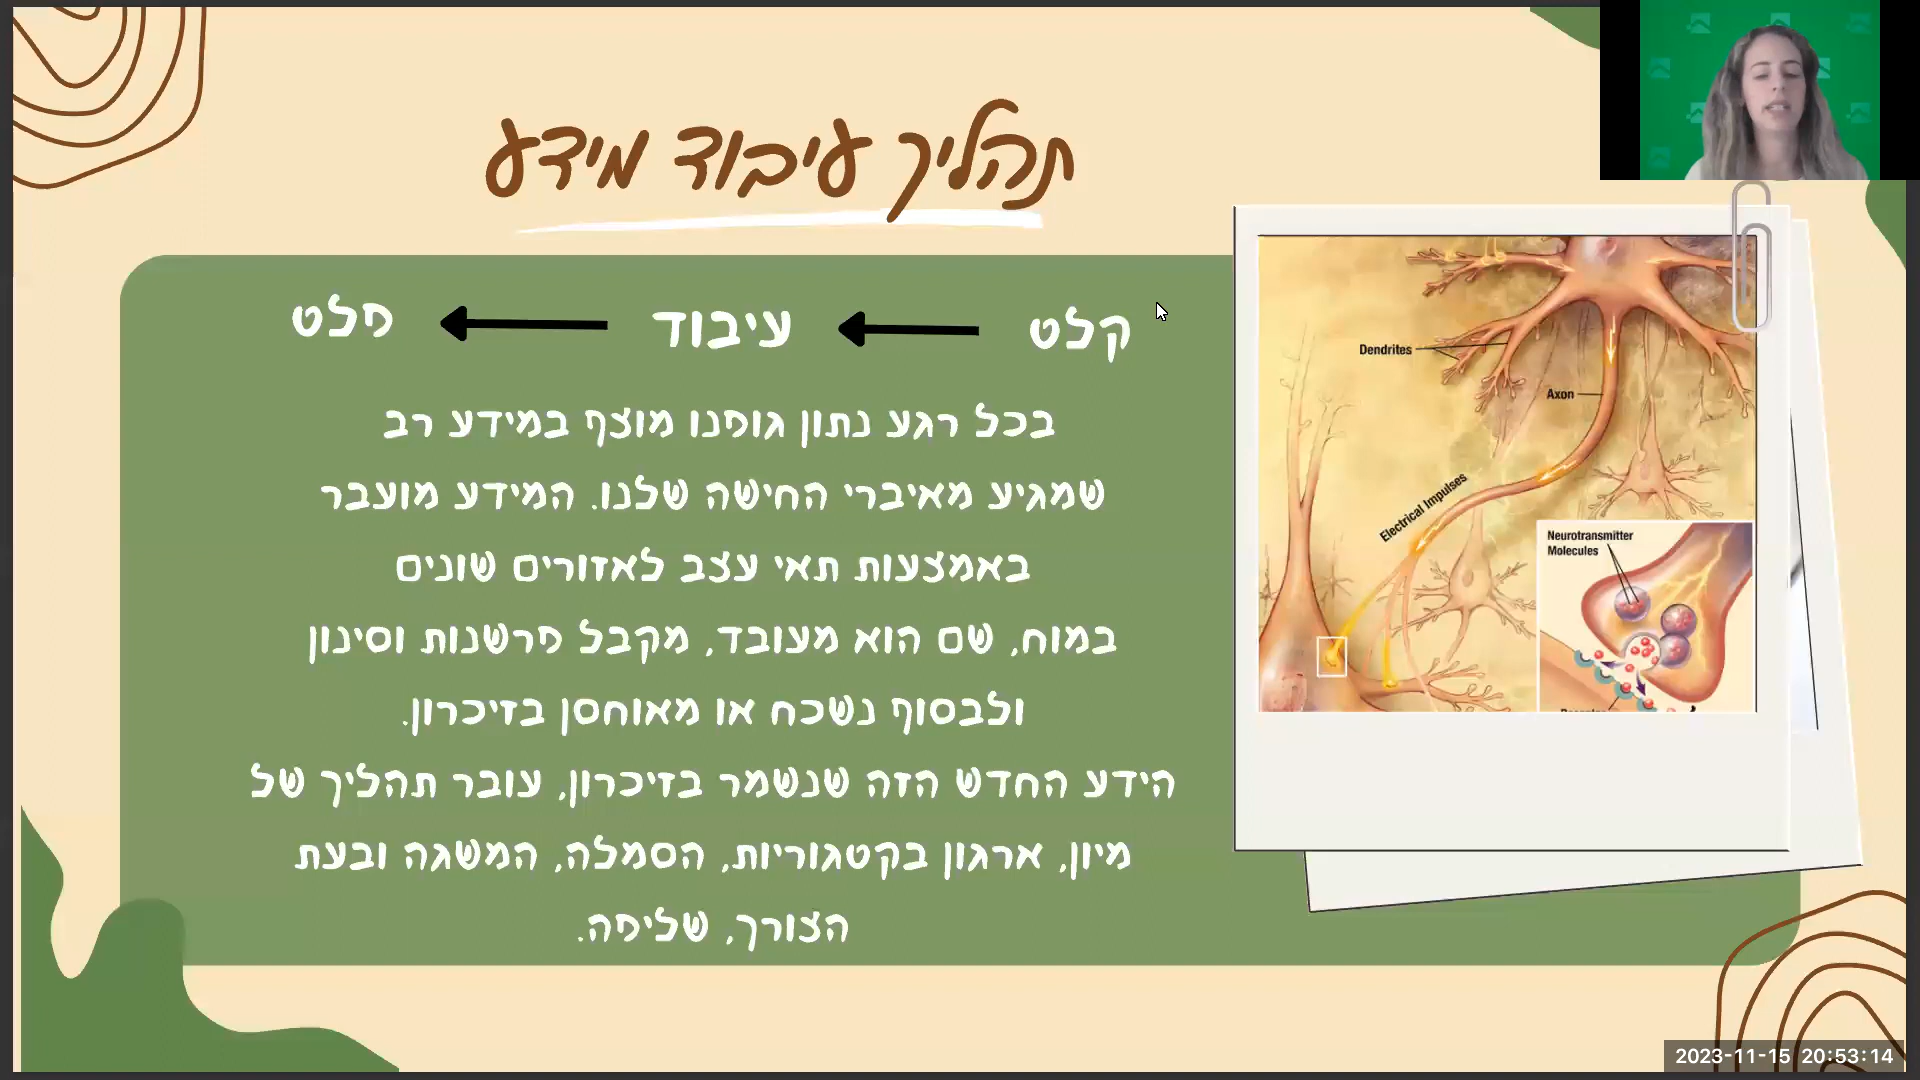 תהליך עיבוד מידע
קלט
עיבוד
פלט
בכל רגע נתון גופנו מוצף במידע רב
שמגיע מאיברי החישה שלנו. המידע מועבר
באמצעות תאי עצב לאזורים שונים
במוח, שם הוא מעובד, מקבל פרשנות וסינון
ולבסוף נשכח או מאוחסן בזיכרון.
הידע החדש הזה שנשמר בזיכרון, עובר תהליך של
מיון, ארגון בקטגוריות, הסמלה, המשגה ובעת
הצורך, שליפה.
Dendrites
Axon
Electrical Impulses
Neurotransmitter
Molecules
2023-11-15 20:53:14